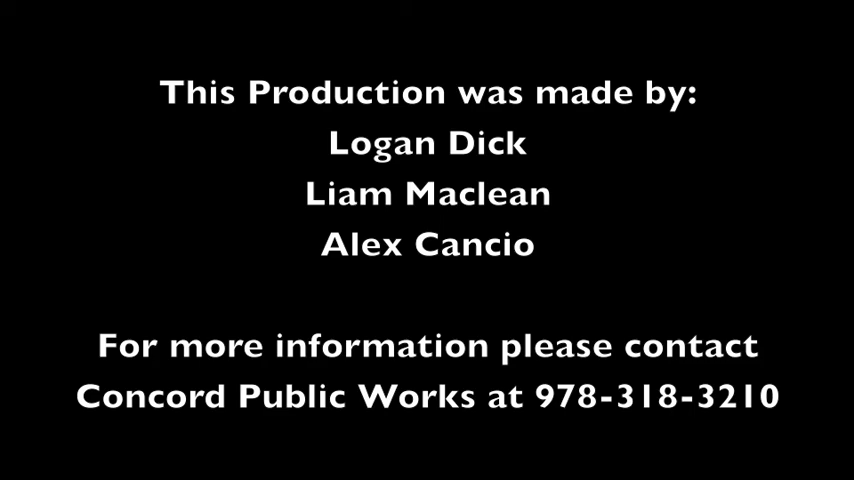 This Production was made by:
Logan Dick
Liam Maclean
Alex Cancio
For more information please contact
Concord Public Works at 978-318-3210